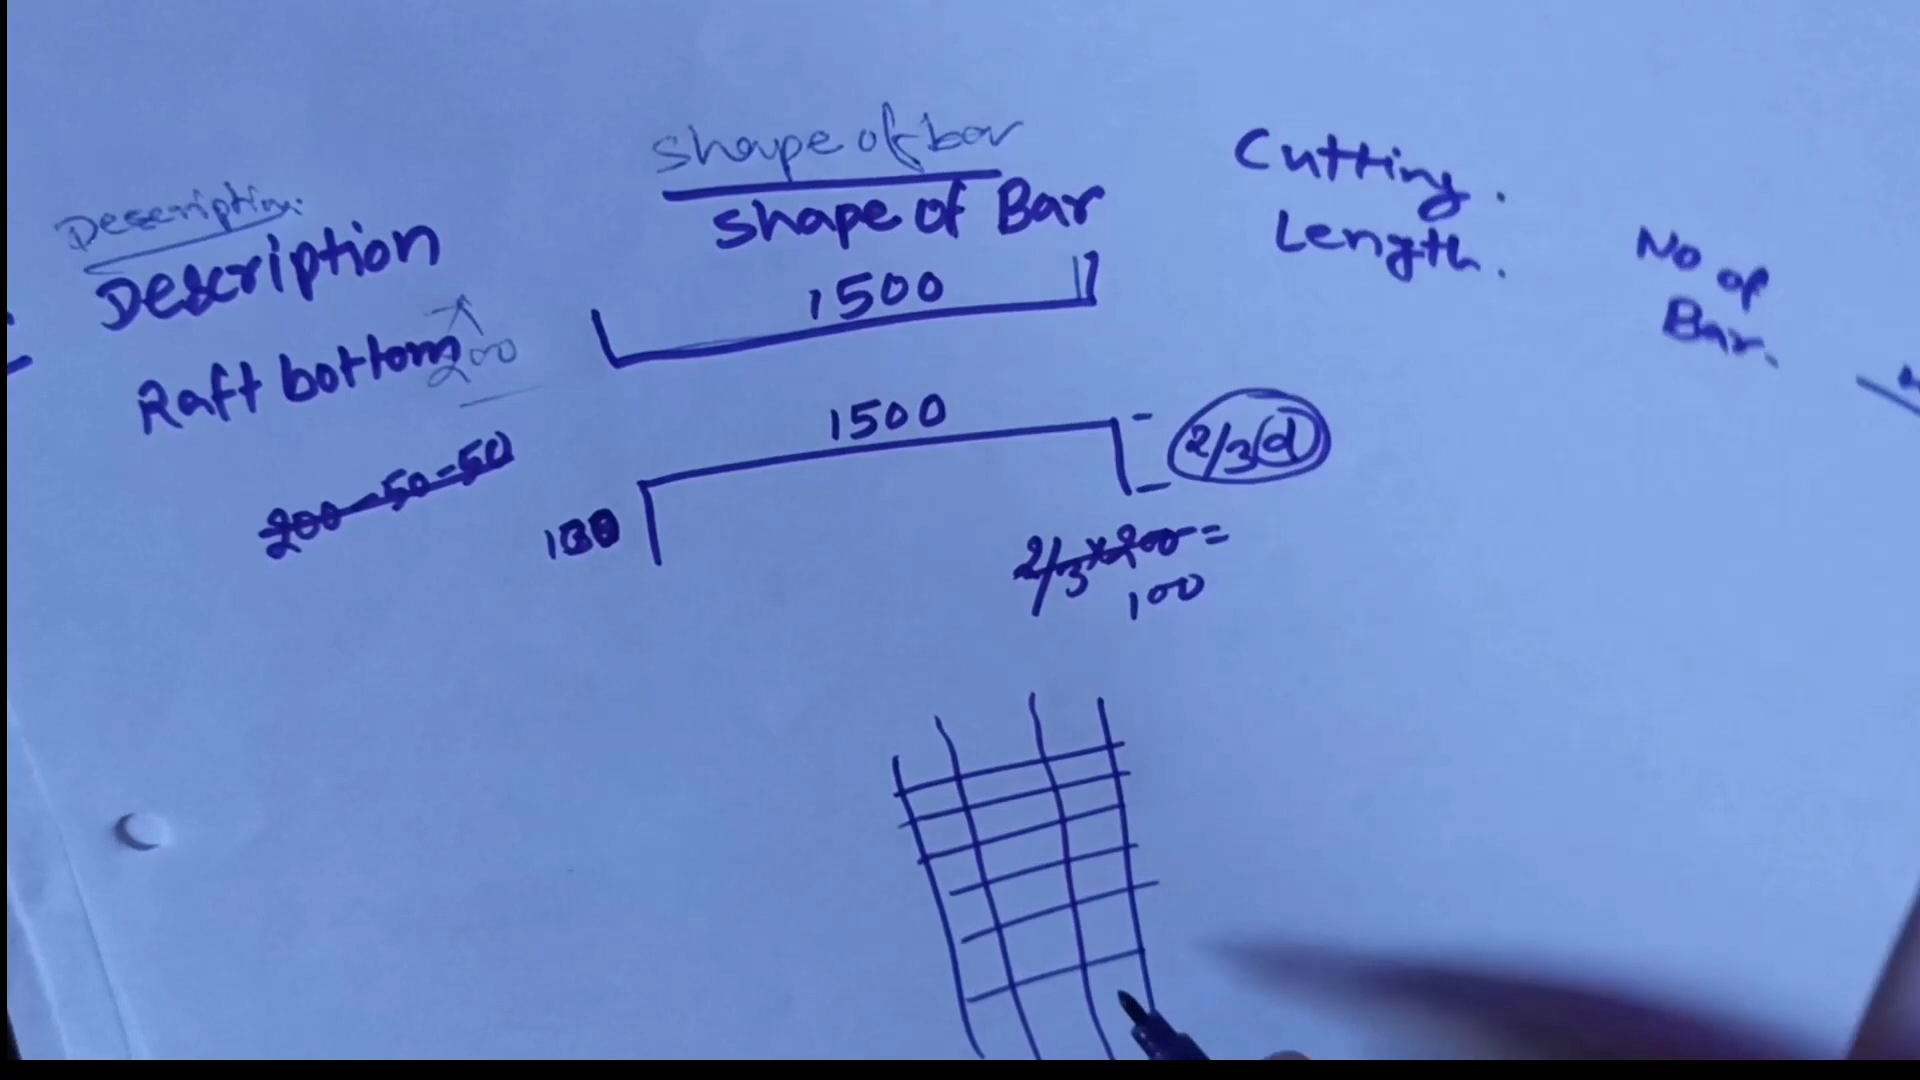 Description
Description
shape of bar
shape of Bar
Cutting.
Length.
No of
Bar.
Raft bottom
200
1500
1500
2/3(d)
200-50-50
100
2/3×200=
100